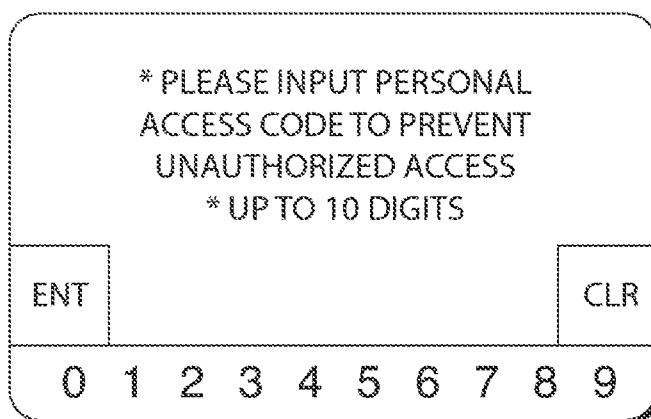 * PLEASE INPUT PERSONAL
ACCESS CODE TO PREVENT
UNAUTHORIZED ACCESS
* UP TO 10 DIGITS
ENT CLR
0 1 2 3 4 5 6 7 8 9